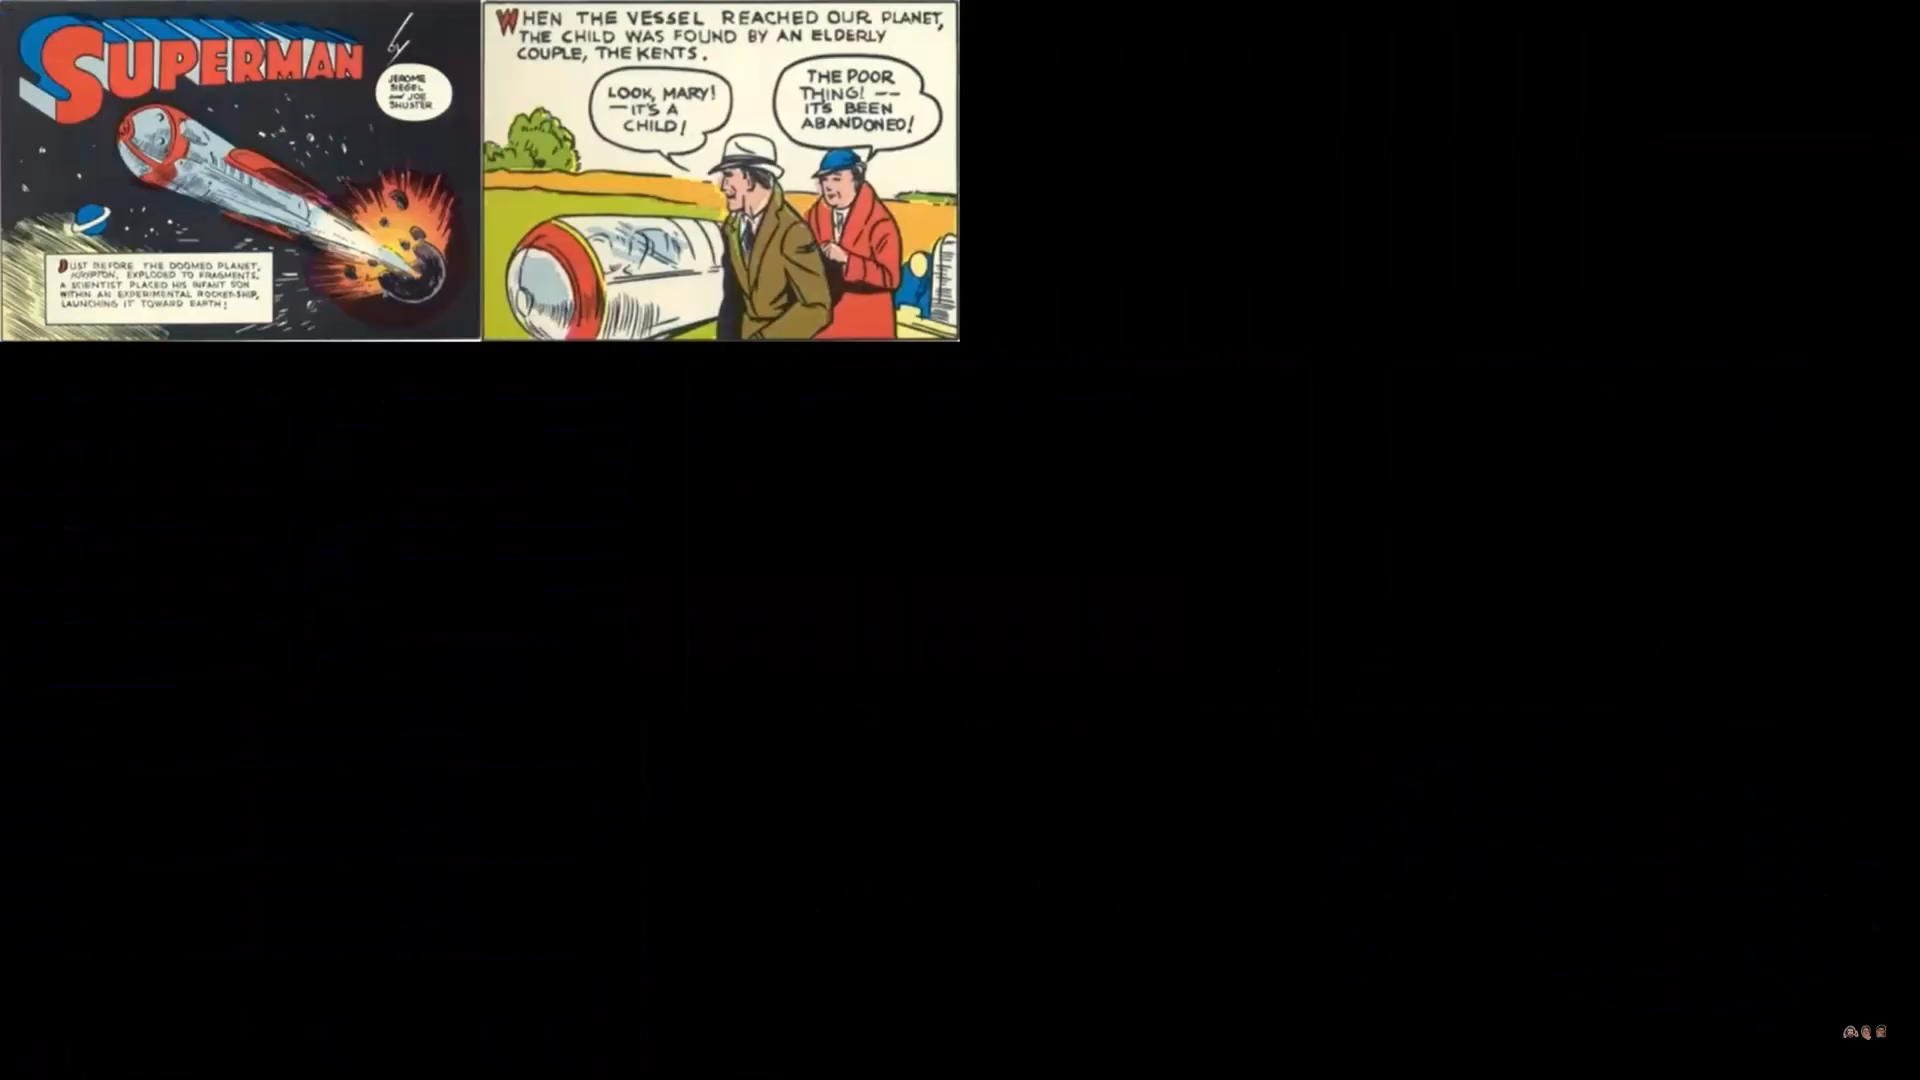 SUPERMAN
by
JEROME
SIEGEL
and JOE
SHUSTER
JUST BEFORE THE DOOMED PLANET,
KRYPTON, EXPLODED TO FRAGMENTS,
A SCIENTIST PLACED HIS INFANT SON
WITHIN AN EXPERIMENTAL ROCKET-SHIP,
LAUNCHING IT TOWARD EARTH!
WHEN THE VESSEL REACHED OUR PLANET,
THE CHILD WAS FOUND BY AN ELDERLY
COUPLE, THE KENTS.
LOOK, MARY!
—IT'S A
CHILD!
THE POOR
THING! --
IT'S BEEN
ABANDONED!